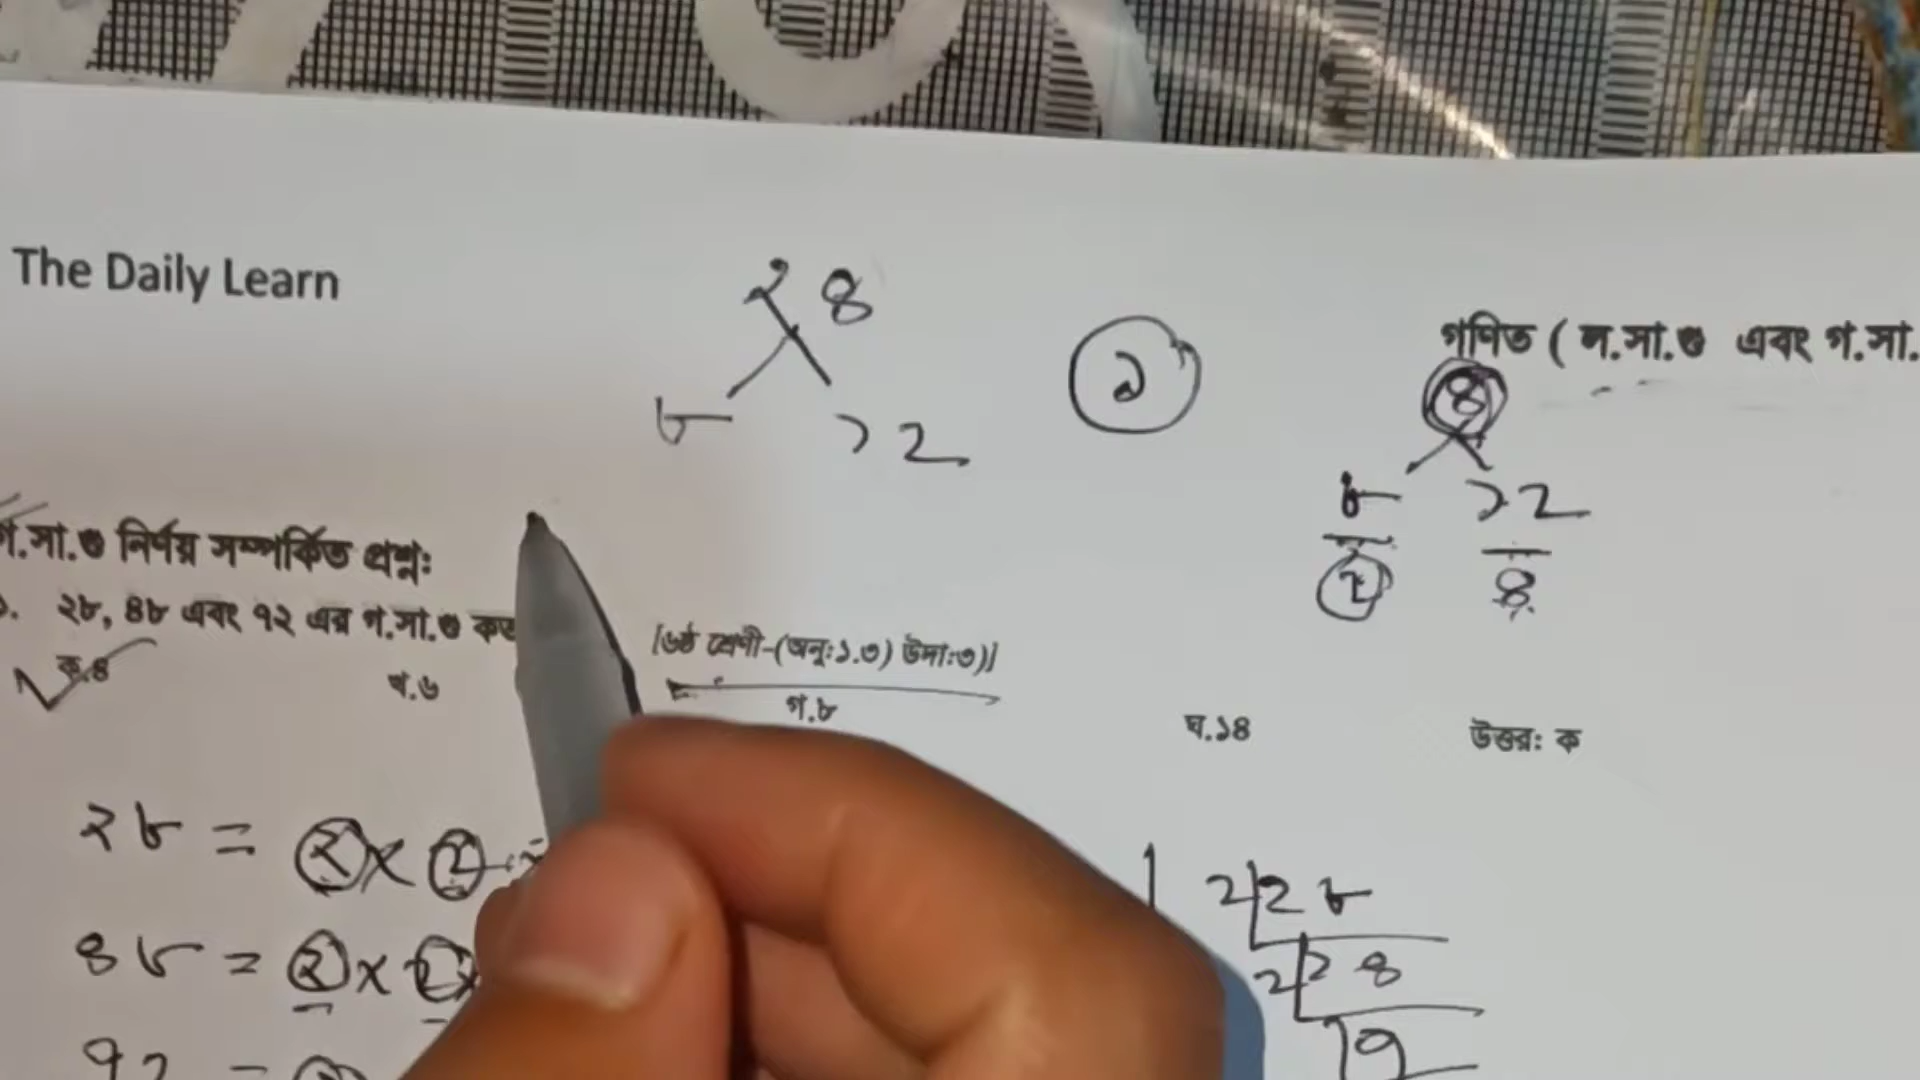 The Daily Learn
২৪
৮ ১২
১
গণিত ( ল.সা.গু এবং গ.সা.
৪
৮ ১২
২ ৪
গ.সা.গু নির্ণয় সম্পর্কিত প্রশ্ন:
২৮, ৪৮ এবং ৭২ এর গ.সা.গু কত
[৬ষ্ঠ শ্রেণী-(অনু:১.৩) উদা:৩)]
ক.৪ খ.৬ গ.৮ ঘ.১৪ উত্তর: ক
২৮ = ২ × ২
৪৮ = ২ × ২
৭২ =
২ ২৮
২ ১৪
৭